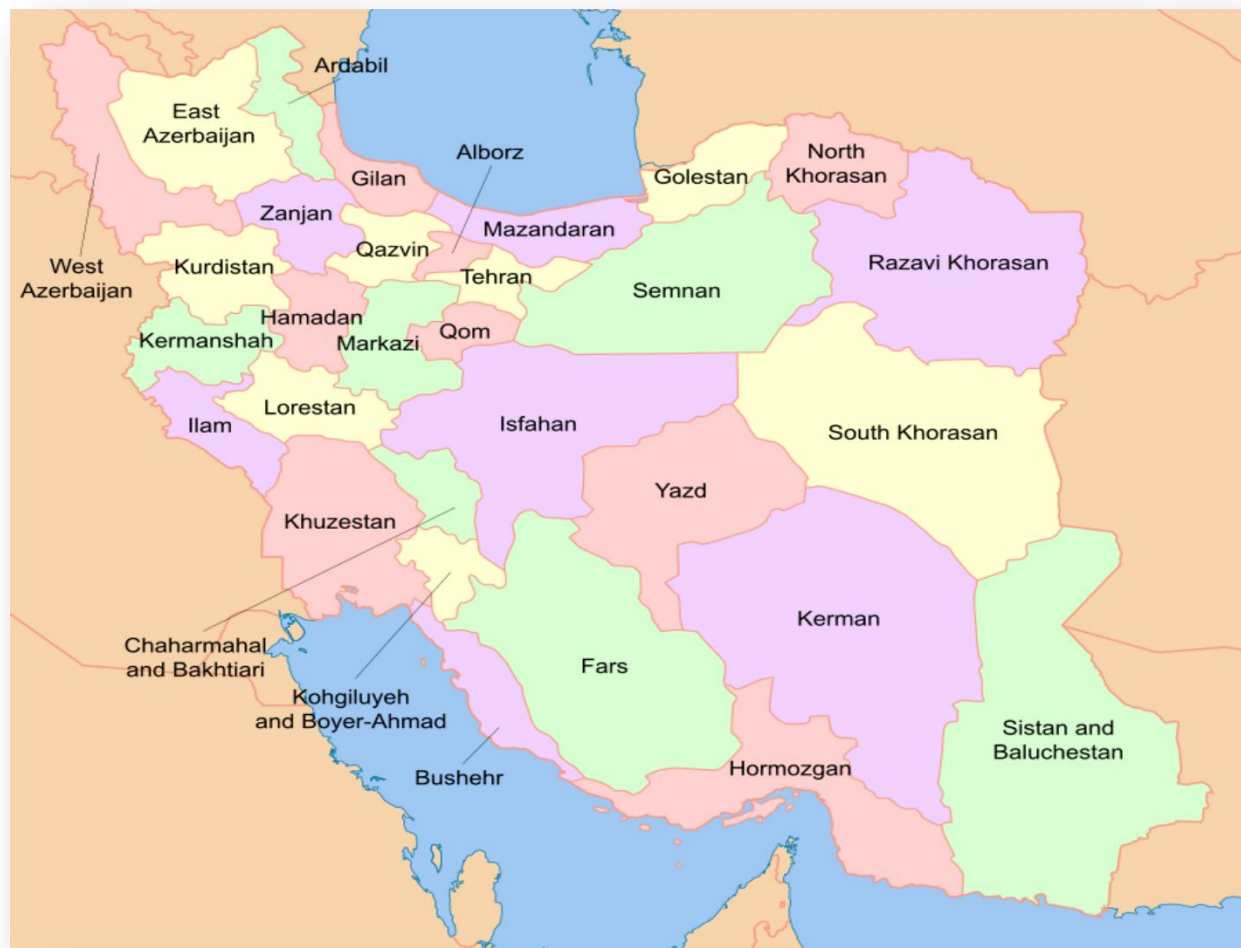 Ardabil
East
Azerbaijan
Alborz
North
Khorasan
Golestan
Gilan
Zanjan
Mazandaran
Qazvin
West
Azerbaijan
Kurdistan
Tehran
Semnan
Razavi Khorasan
Hamadan
Kermanshah
Markazi
Qom
Lorestan
Ilam
Isfahan
South Khorasan
Yazd
Khuzestan
Kerman
Chaharmahal
and Bakhtiari
Fars
Kohgiluyeh
and Boyer-Ahmad
Sistan and
Baluchestan
Hormozgan
Bushehr